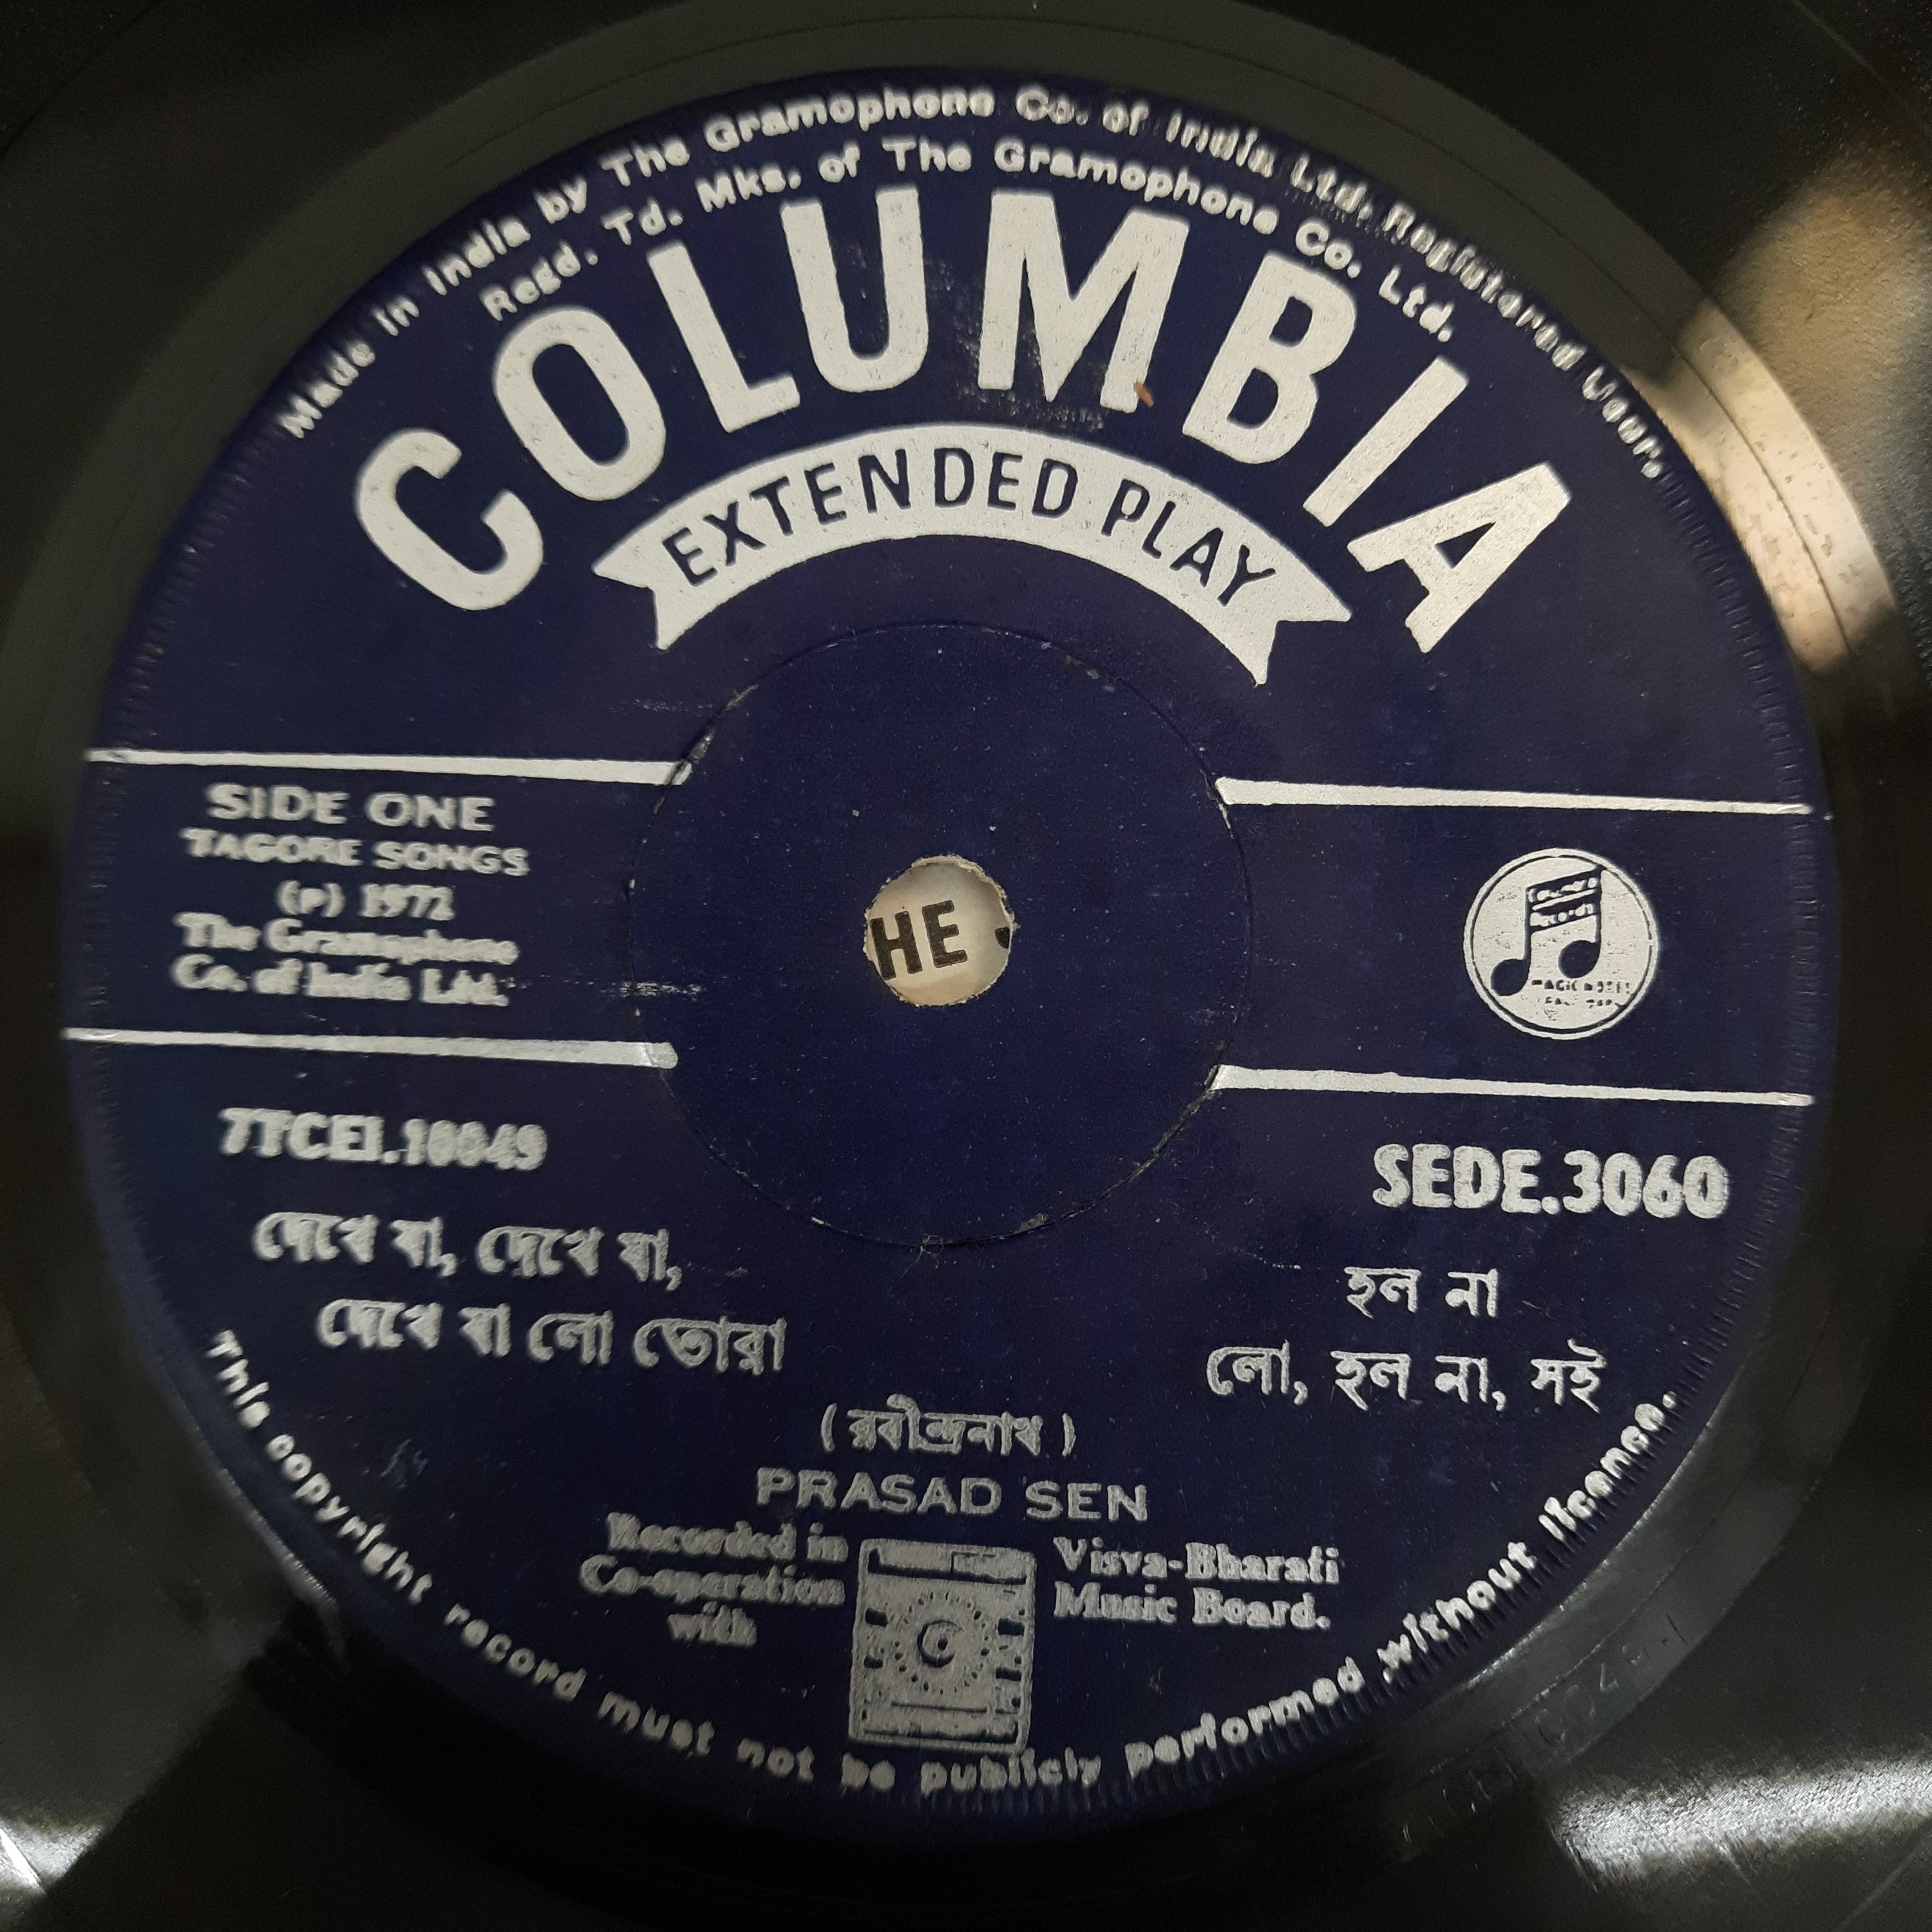 Made in India by The Gramophone Co. of India Ltd. Registered User.
Regd. Td. Mks. of The Gramophone Co. Ltd.
COLUMBIA
EXTENDED PLAY
SIDE ONE
TAGORE SONGS
(P) 1972
The Gramophone
Co. of India Ltd.
HE
MAGIC NOTES
7TCEI.10049
SEDE.3060
দেখে যা, দেখে যা,
দেখে যা লো তোরা
হল না
লো, হল না, সই
(রবীন্দ্রনাথ)
PRASAD SEN
Recorded in
Co-operation
with
Visva-Bharati
Music Board.
This copyright record must not be publicly performed without licence.